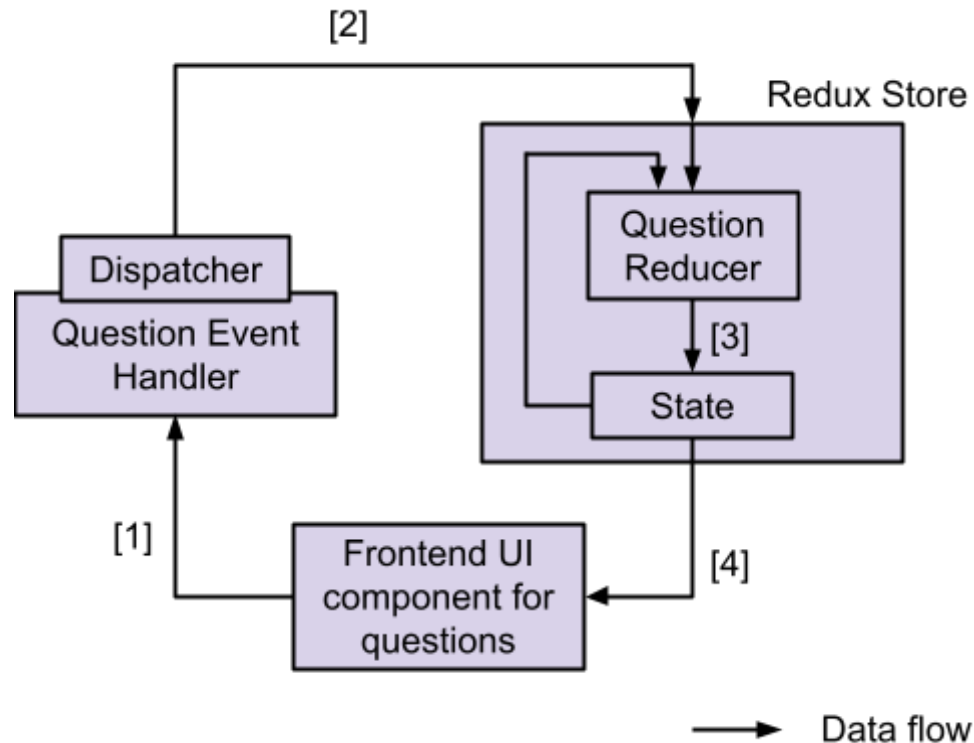 [2]
Redux Store
Question
Reducer
Dispatcher
Question Event
Handler
[3]
State
[1]
Frontend UI
component for
questions
[4]
Data flow